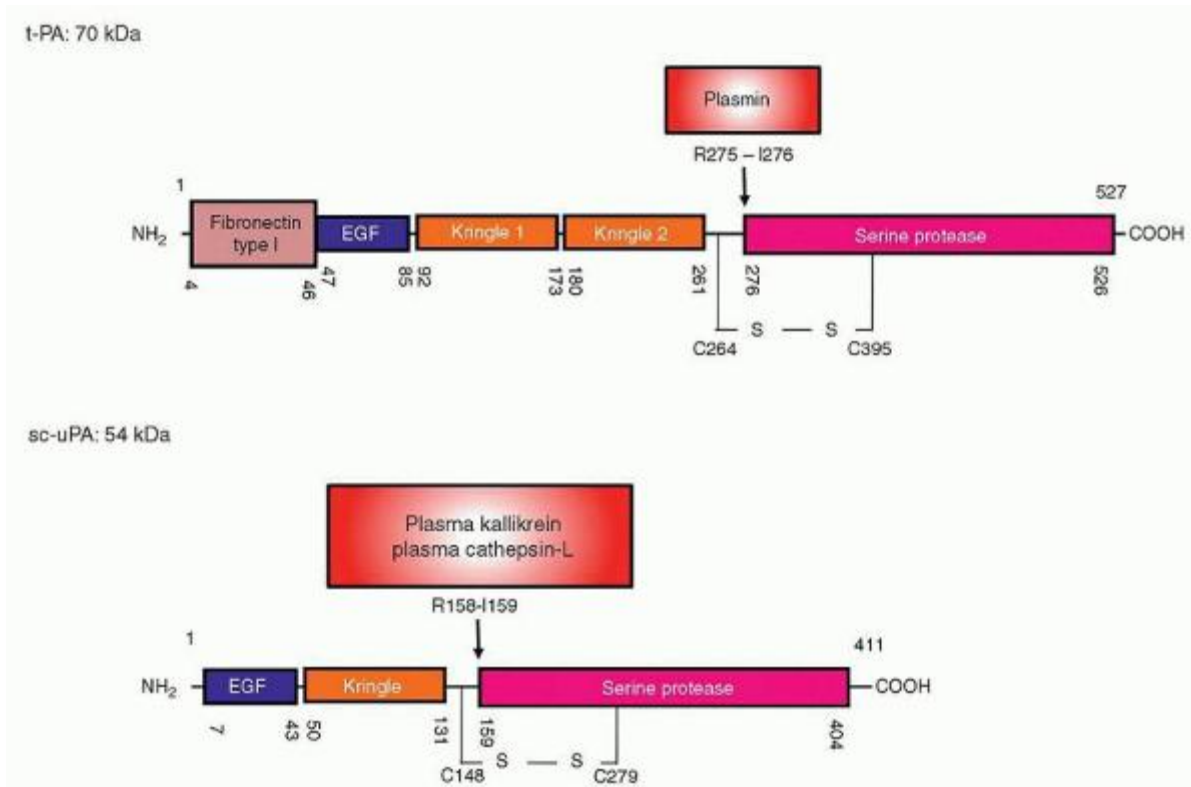 t-PA: 70 kDa
Plasmin
R275 – I276
1
527
NH2
Fibronectin
type I
EGF
Kringle 1
Kringle 2
Serine protease
COOH
4
46
47
85
92
173
180
261
276
526
S — S
C264
C395
sc-uPA: 54 kDa
Plasma kallikrein
plasma cathepsin-L
R158-I159
1
411
NH2
EGF
Kringle
Serine protease
COOH
7
43
50
131
159
404
S — S
C148
C279